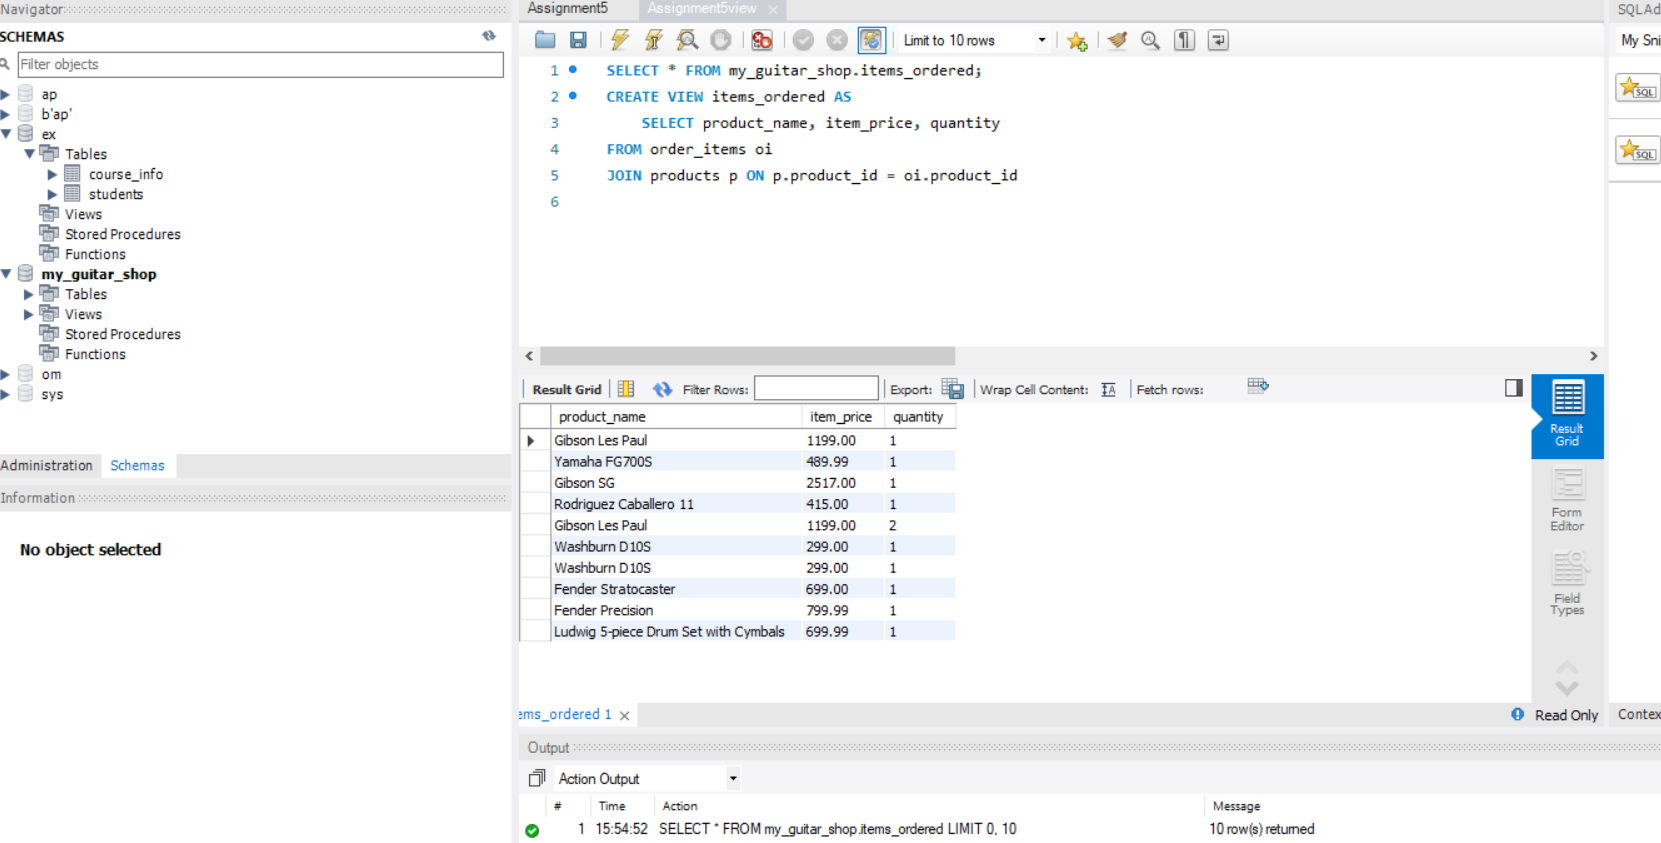 Navigator
SCHEMAS
Filter objects
ap
b'ap'
ex
Tables
course_info
students
Views
Stored Procedures
Functions
my_guitar_shop
Tables
Views
Stored Procedures
Functions
om
sys
Administration Schemas
Information
No object selected
Assignment5 Assignment5view
Limit to 10 rows
1 SELECT * FROM my_guitar_shop.items_ordered;
2 CREATE VIEW items_ordered AS
3 SELECT product_name, item_price, quantity
4 FROM order_items oi
5 JOIN products p ON p.product_id = oi.product_id
6
Result Grid Filter Rows: Export: Wrap Cell Content: Fetch rows:
product_name item_price quantity
Gibson Les Paul 1199.00 1
Yamaha FG700S 489.99 1
Gibson SG 2517.00 1
Rodriguez Caballero 11 415.00 1
Gibson Les Paul 1199.00 2
Washburn D10S 299.00 1
Washburn D10S 299.00 1
Fender Stratocaster 699.00 1
Fender Precision 799.99 1
Ludwig 5-piece Drum Set with Cymbals 699.99 1
Result
Grid
Form
Editor
Field
Types
ems_ordered 1
Read Only
Output
Action Output
# Time Action Message
1 15:54:52 SELECT * FROM my_guitar_shop.items_ordered LIMIT 0, 10 10 row(s) returned
SQLAd
My Sni
SQL
SQL
Contex